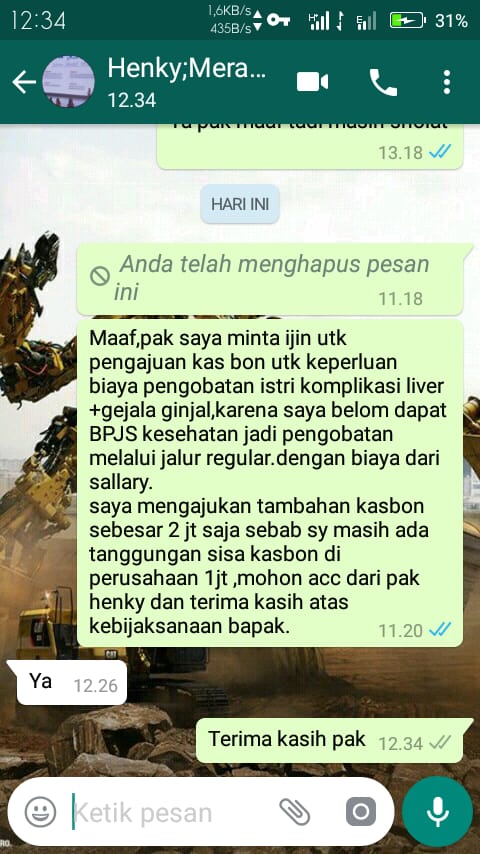 12:34
1,6KB/s
435B/s
31%
Henky;Mera...
12.34
Ya pak maaf tadi masih sholat
13.18
HARI INI
Anda telah menghapus pesan
ini
11.18
Maaf,pak saya minta ijin utk
pengajuan kas bon utk keperluan
biaya pengobatan istri komplikasi liver
+gejala ginjal,karena saya belom dapat
BPJS kesehatan jadi pengobatan
melalui jalur regular.dengan biaya dari
sallary.
saya mengajukan tambahan kasbon
sebesar 2 jt saja sebab sy masih ada
tanggungan sisa kasbon di
perusahaan 1jt ,mohon acc dari pak
henky dan terima kasih atas
kebijaksanaan bapak.
11.20
Ya
12.26
Terima kasih pak
12.34
Ketik pesan